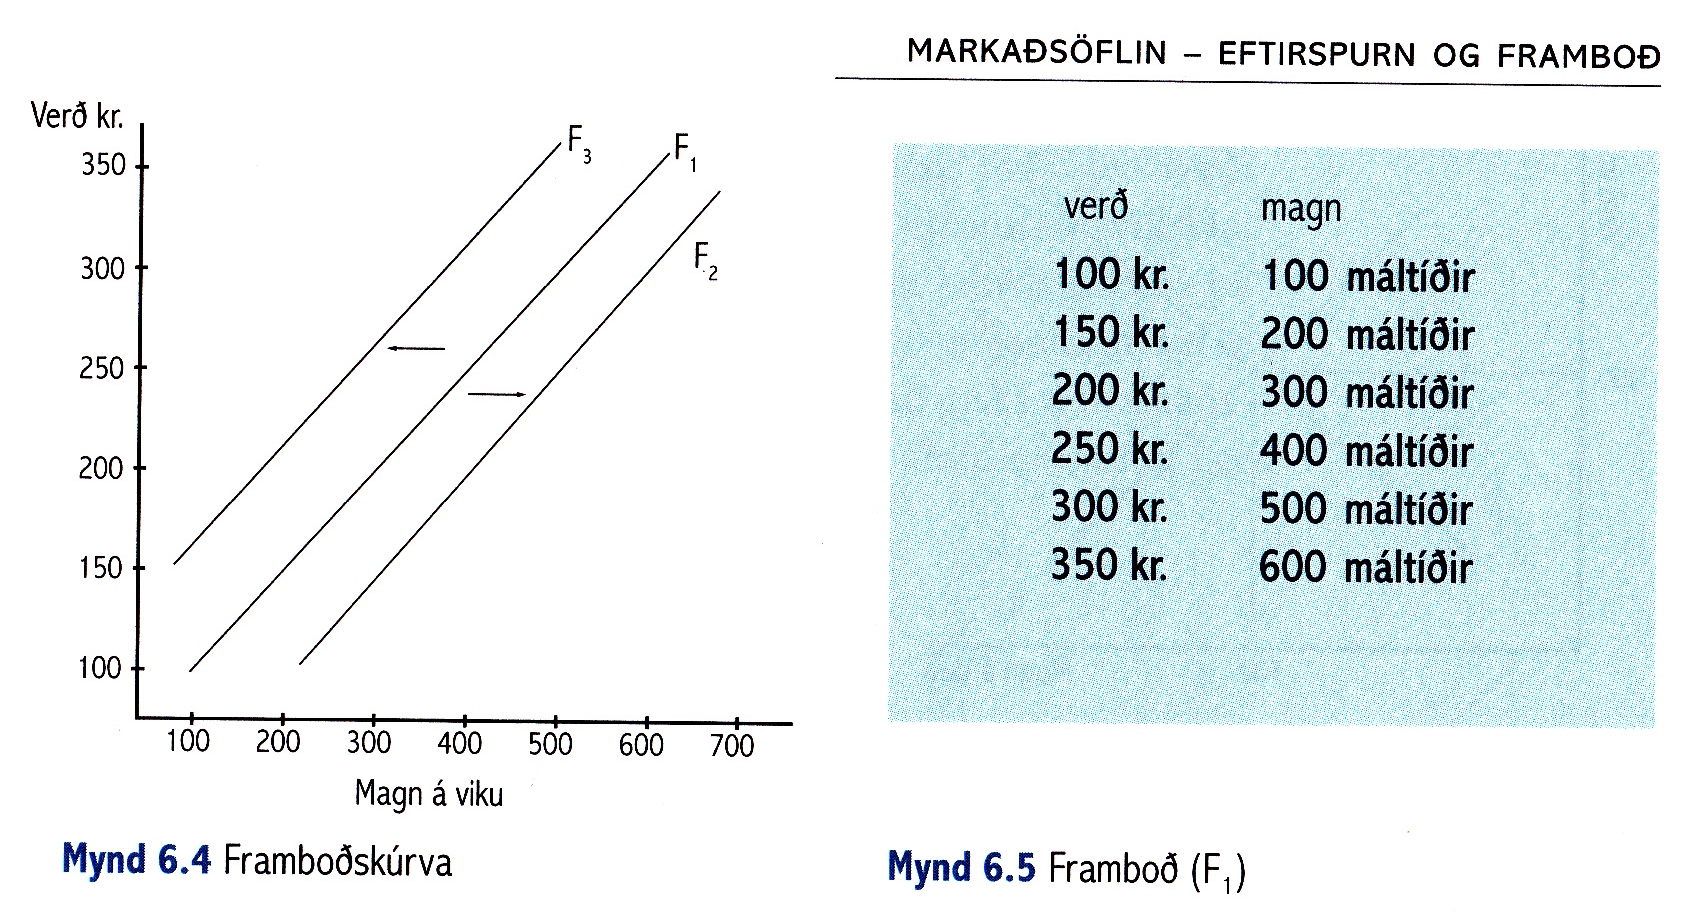 MARKAÐSÖFLIN – EFTIRSPURN OG FRAMBOÐ
Verð kr.
350
300
250
200
150
100
F3
F1
F2
100 200 300 400 500 600 700
Magn á viku
Mynd 6.4 Framboðskúrva
verð magn
100 kr. 100 máltíðir
150 kr. 200 máltíðir
200 kr. 300 máltíðir
250 kr. 400 máltíðir
300 kr. 500 máltíðir
350 kr. 600 máltíðir
Mynd 6.5 Framboð (F1)